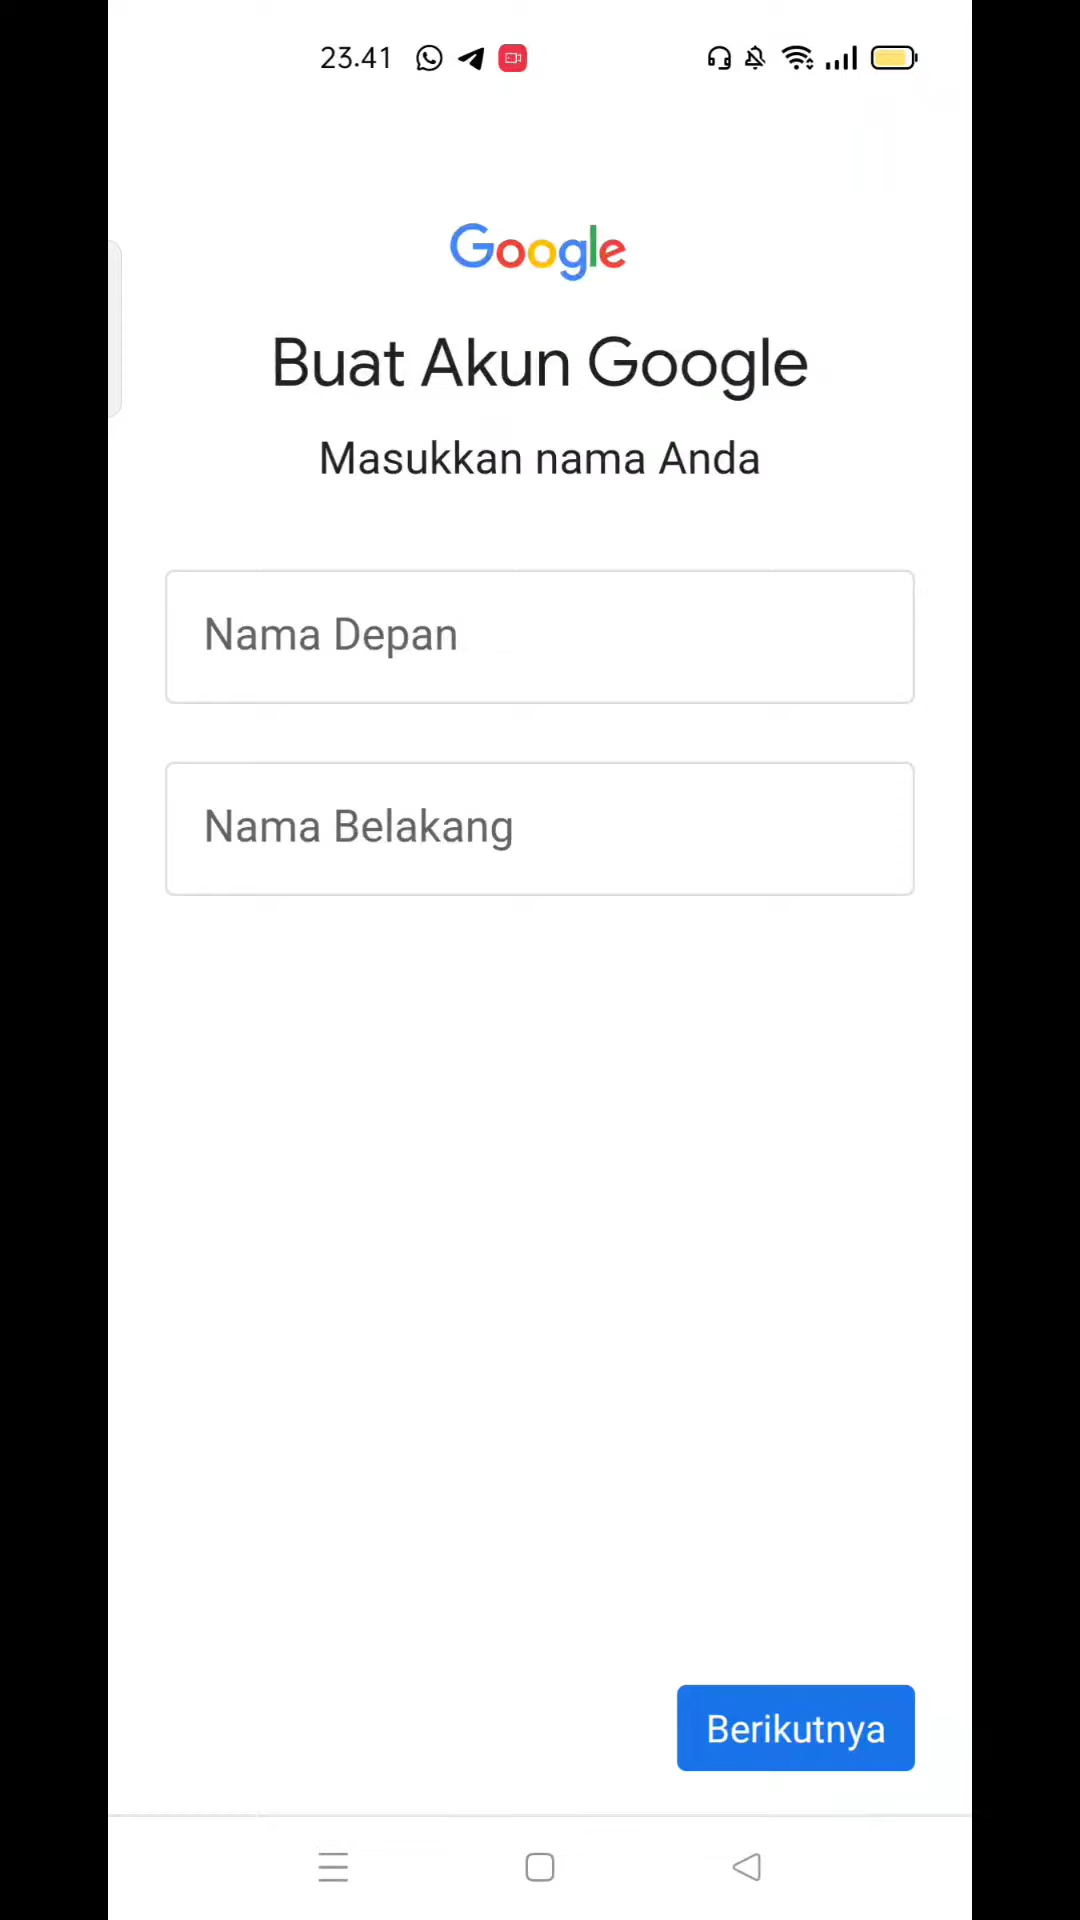 23.41
Google
Buat Akun Google
Masukkan nama Anda
Nama Depan
Nama Belakang
Berikutnya